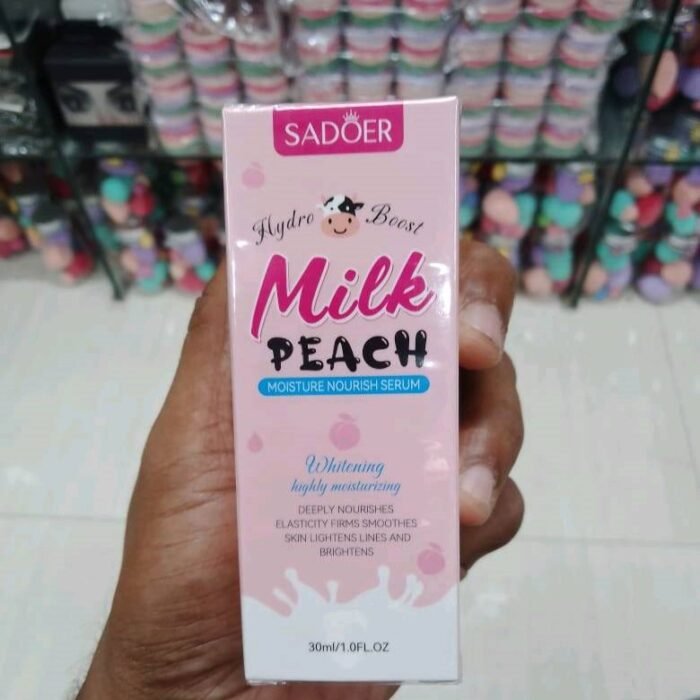 SADOER
Hydro Boost
Milk
PEACH
MOISTURE NOURISH SERUM
Whitening
highly moisturizing
DEEPLY NOURISHES
ELASTICITY FIRMS SMOOTHES
SKIN LIGHTENS LINES AND
BRIGHTENS
30ml/1.0FL.OZ